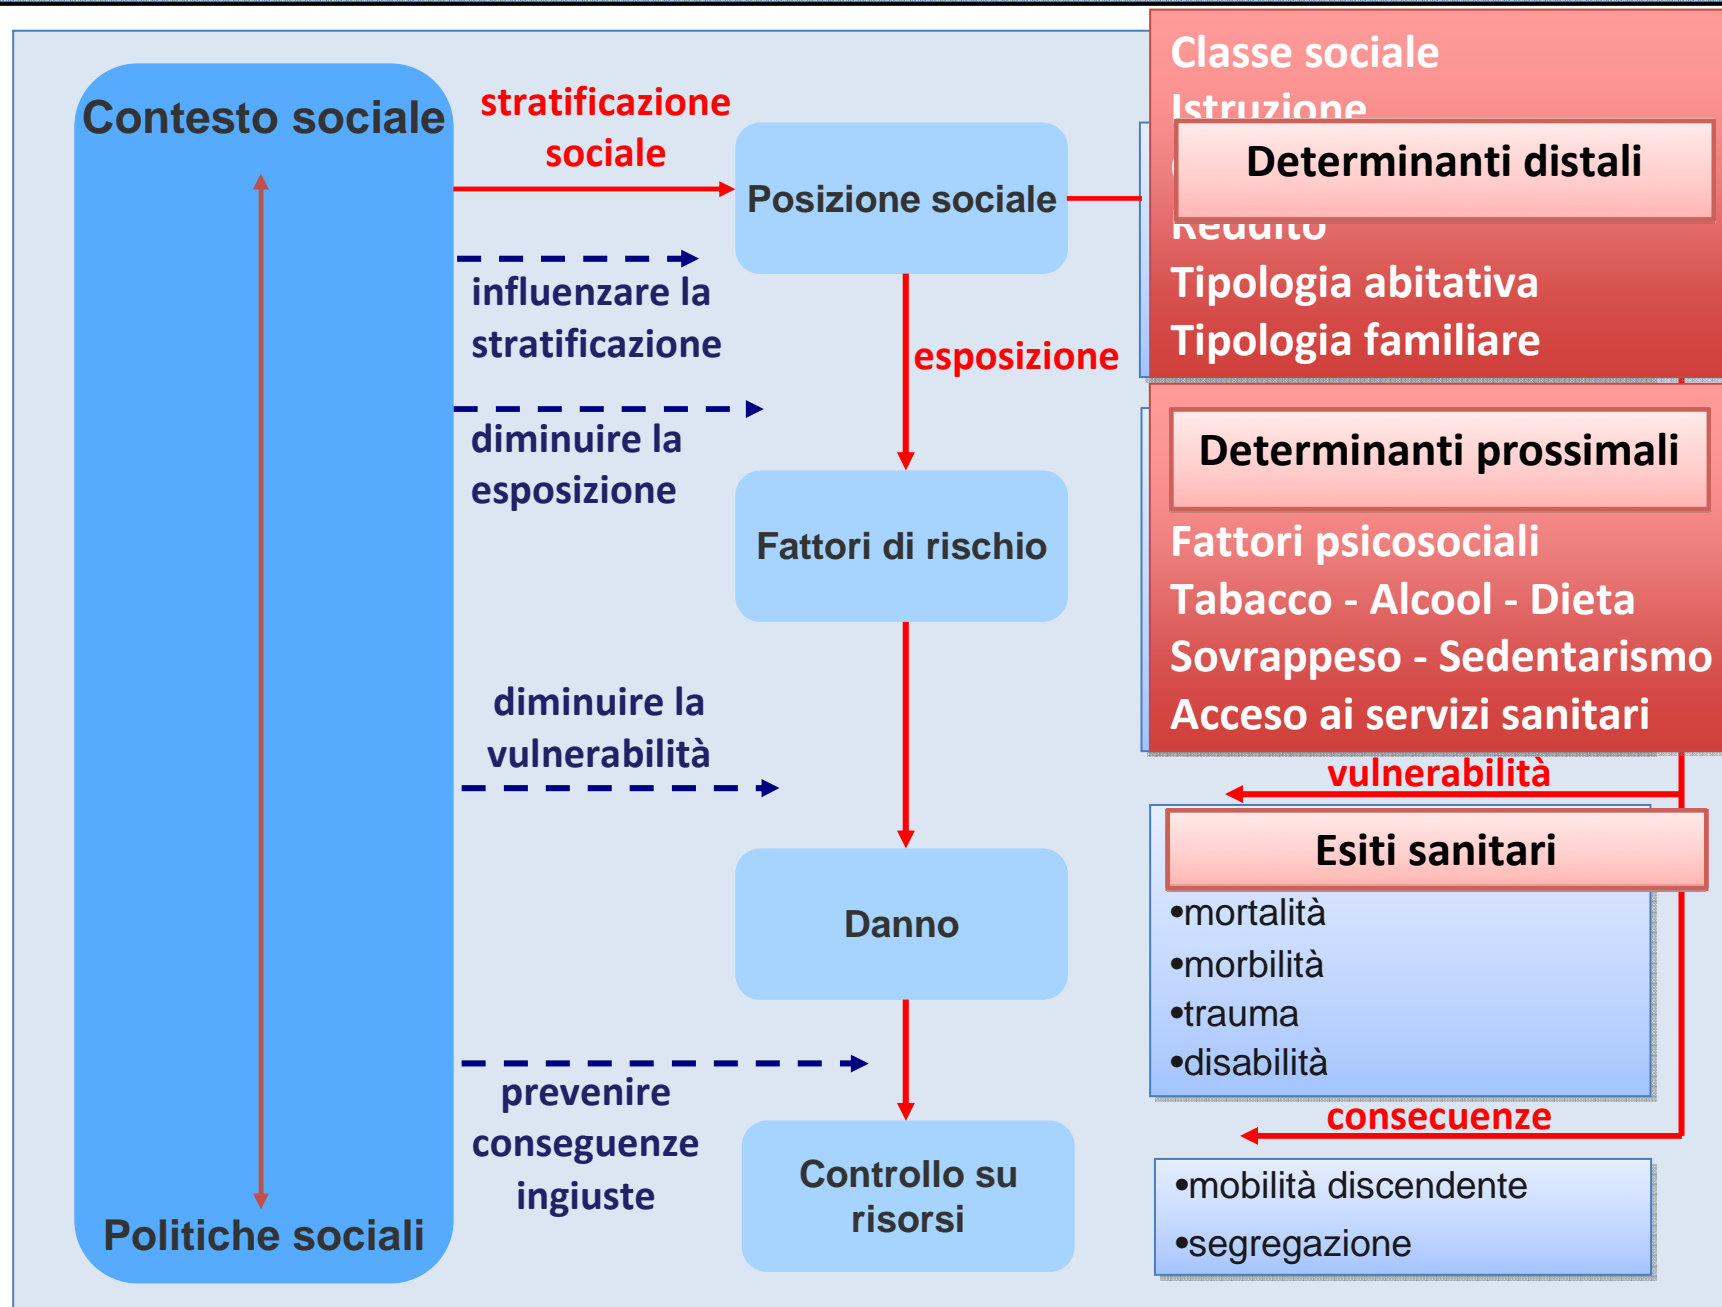 Contesto sociale
Politiche sociali
stratificazione
sociale
influenzare la
stratificazione
diminuire la
esposizione
diminuire la
vulnerabilità
prevenire
conseguenze
ingiuste
Posizione sociale
esposizione
Fattori di rischio
Danno
Controllo su
risorsi
Classe sociale
Istruzione
Determinanti distali
Reddito
Tipologia abitativa
Tipologia familiare
Determinanti prossimali
Fattori psicosociali
Tabacco - Alcool - Dieta
Sovrappeso - Sedentarismo
Acceso ai servizi sanitari
vulnerabilità
Esiti sanitari
•mortalità
•morbilità
•trauma
•disabilità
consecuenze
•mobilità discendente
•segregazione